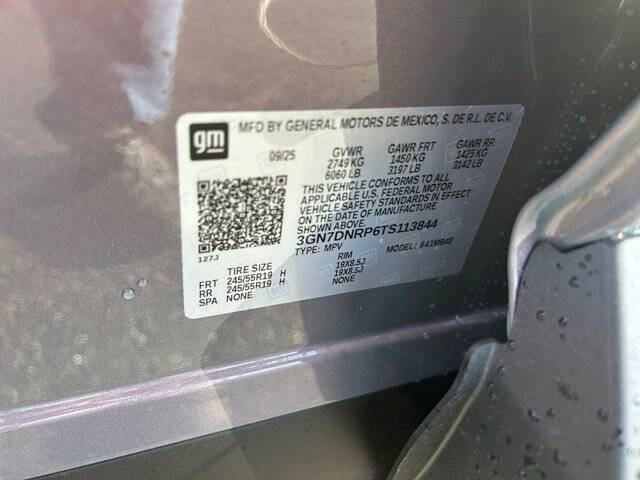 gm
MFD BY GENERAL MOTORS DE MEXICO, S. DE R.L. DE C.V.
09/25 GVWR GAWR FRT GAWR RR
2749 KG 1450 KG 1425 KG
6060 LB 3197 LB 3142 LB
THIS VEHICLE CONFORMS TO ALL
APPLICABLE U.S. FEDERAL MOTOR
VEHICLE SAFETY STANDARDS IN EFFECT
ON THE DATE OF MANUFACTURE
SHOWN ABOVE.
3GN7DNRP6TS113844
TYPE: MPV MODEL: 841MB48
127J
TIRE SIZE RIM
FRT 245/55R19 H 19X8.5J
RR 245/55R19 H 19X8.5J
SPA NONE NONE